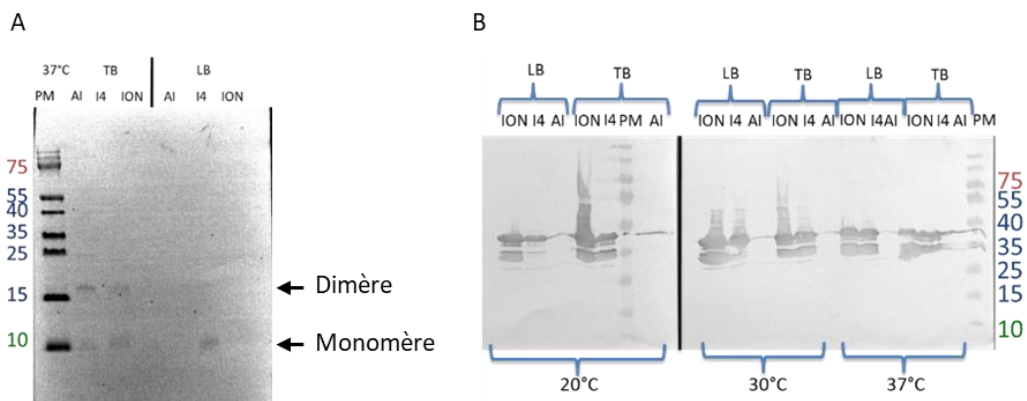 A
37°C TB LB
PM AI I4 ION AI I4 ION
75
55
40
35
25
15
10
Dimère
Monomère
B
LB TB LB TB LB TB
ION I4 AI ION I4 PM AI ION I4 AI ION I4 AI ION I4 AI ION I4 AI PM
75
55
40
35
25
15
10
20°C 30°C 37°C